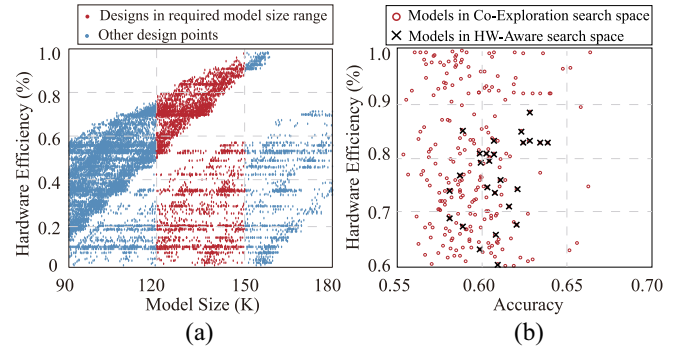 Designs in required model size range
Other design points
Hardware Efficiency (%)
1.0
0.8
0.6
0.4
0.2
0
90
120
150
180
Model Size (K)
(a)
Models in Co-Exploration search space
Models in HW-Aware search space
Hardware Efficiency (%)
1.0
0.9
0.8
0.7
0.6
0.55
0.60
0.65
0.70
Accuracy
(b)